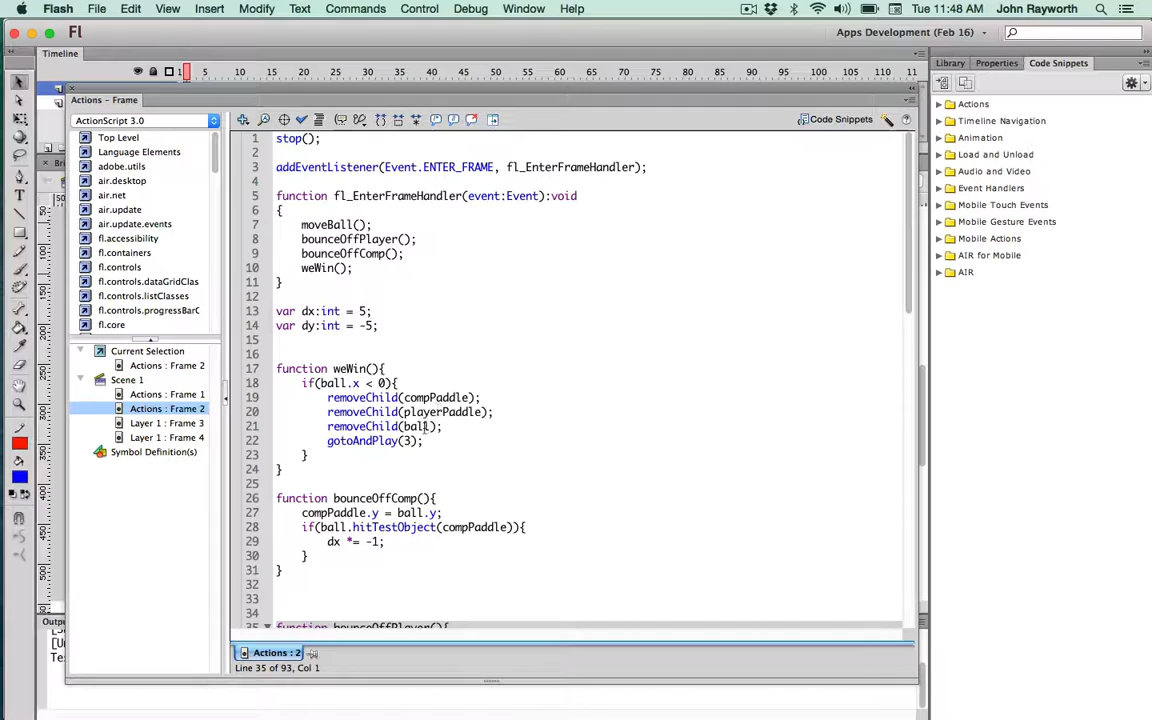 Flash File Edit View Insert Modify Text Commands Control Debug Window Help Tue 11:48 AM John Rayworth
Fl Apps Development (Feb 16)
Timeline
1 5 10 15 20 25 30 35 40 45 50 55 60 65 70 75 80 85 90 95 100 105 11
Library Properties Code Snippets
Actions - Frame
ActionScript 3.0
Code Snippets
Top Level
Language Elements
adobe.utils
air.desktop
air.net
air.update
air.update.events
fl.accessibility
fl.containers
fl.controls
fl.controls.dataGridClas
fl.controls.listClasses
fl.controls.progressBarC
fl.core
Current Selection
Actions : Frame 2
Scene 1
Actions : Frame 1
Actions : Frame 2
Layer 1 : Frame 3
Layer 1 : Frame 4
Symbol Definition(s)
1 stop();
2
3 addEventListener(Event.ENTER_FRAME, fl_EnterFrameHandler);
4
5 function fl_EnterFrameHandler(event:Event):void
6 {
7 moveBall();
8 bounceOffPlayer();
9 bounceOffComp();
10 weWin();
11 }
12
13 var dx:int = 5;
14 var dy:int = -5;
15
16
17 function weWin(){
18 if(ball.x < 0){
19 removeChild(compPaddle);
20 removeChild(playerPaddle);
21 removeChild(ball);
22 gotoAndPlay(3);
23 }
24 }
25
26 function bounceOffComp(){
27 compPaddle.y = ball.y;
28 if(ball.hitTestObject(compPaddle)){
29 dx *= -1;
30 }
31 }
32
33
34
35 function bounceOffPlayer(){
Actions : 2
Line 35 of 93, Col 1
Actions
Timeline Navigation
Animation
Load and Unload
Audio and Video
Event Handlers
Mobile Touch Events
Mobile Gesture Events
Mobile Actions
AIR for Mobile
AIR